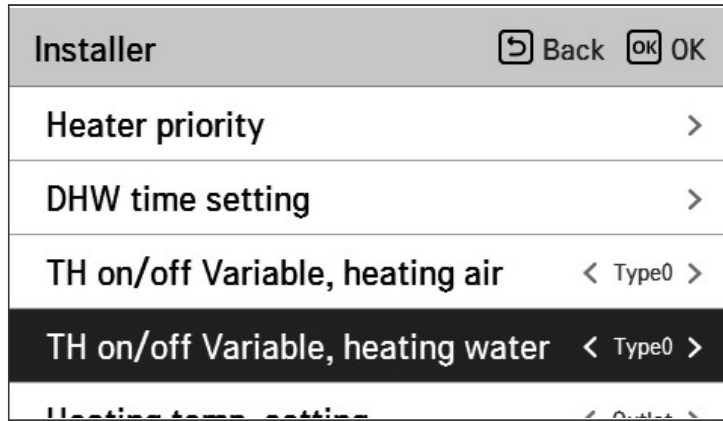 Installer Back OK OK
Heater priority >
DHW time setting >
TH on/off Variable, heating air < Type0 >
TH on/off Variable, heating water < Type0 >